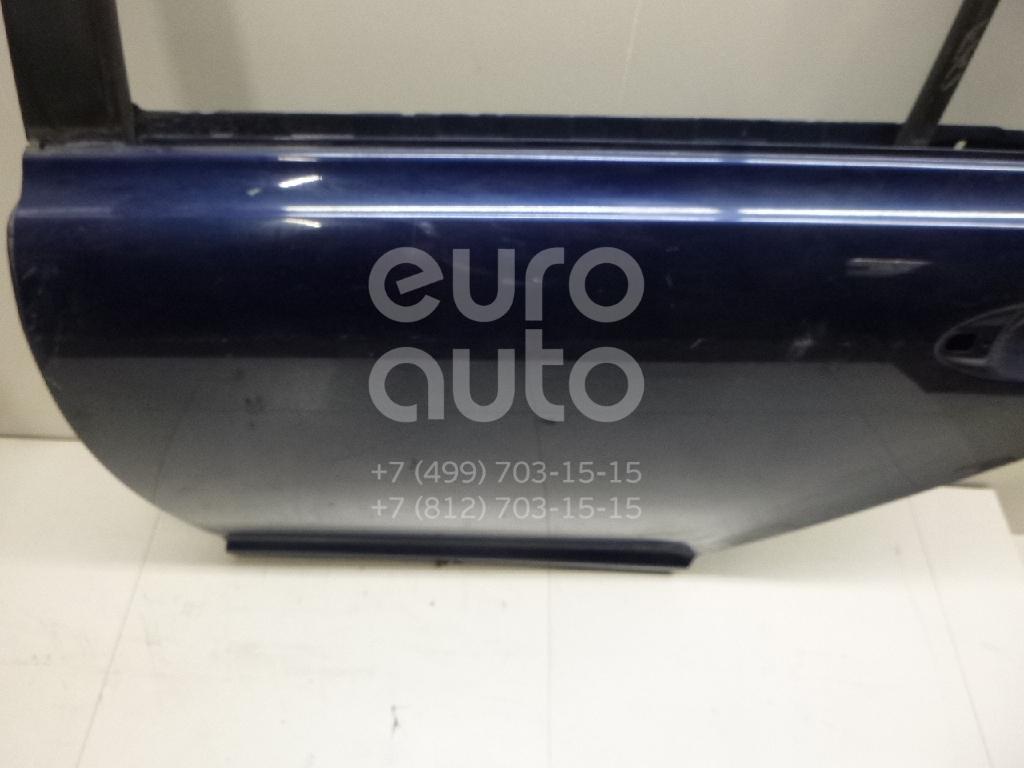 euro
auto
+7 (499) 703-15-15
+7 (812) 703-15-15